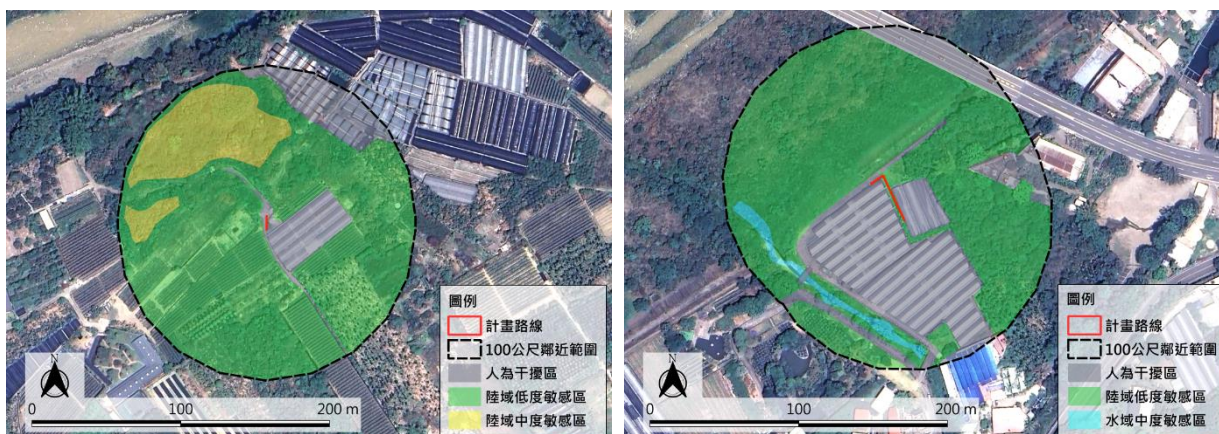 N
0
100
200 m
圖例
計畫路線
100公尺鄰近範圍
人為干擾區
陸域低度敏感區
陸域中度敏感區
N
0
100
200 m
圖例
計畫路線
100公尺鄰近範圍
人為干擾區
陸域低度敏感區
水域中度敏感區